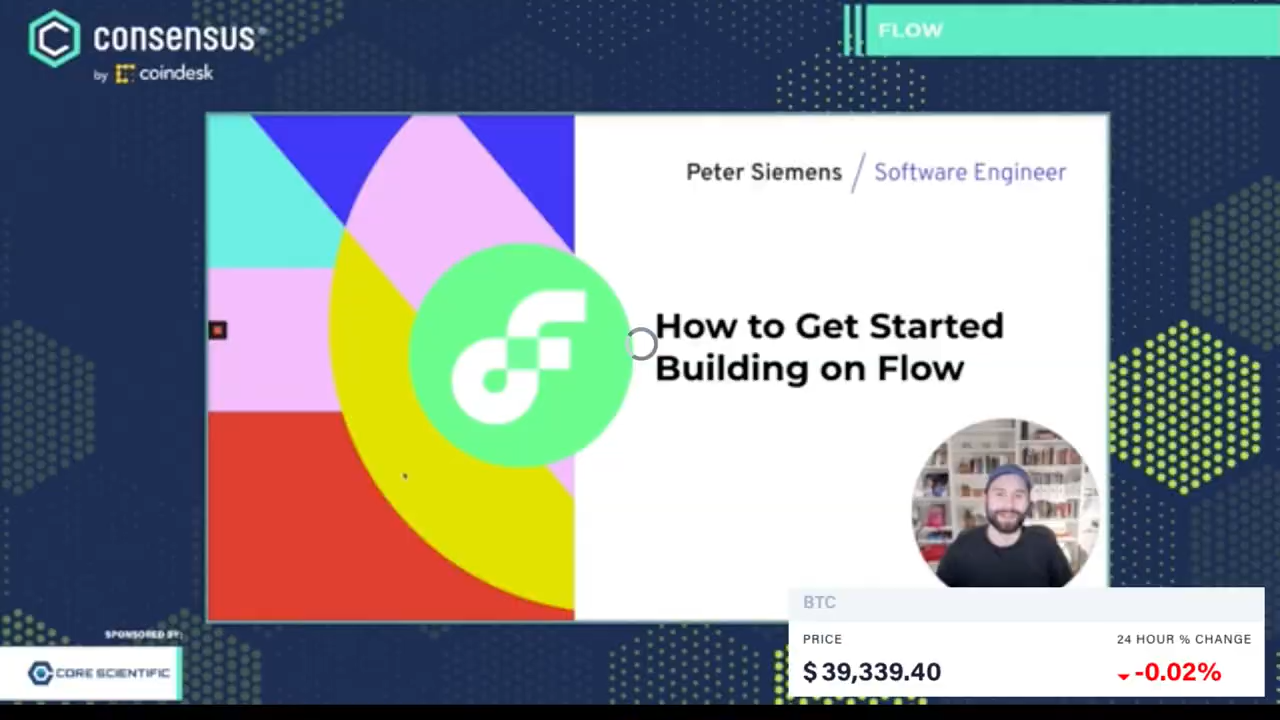 consensus
by coindesk
FLOW
Peter Siemens / Software Engineer
How to Get Started
Building on Flow
SPONSORED BY:
CORE SCIENTIFIC
BTC
PRICE
24 HOUR % CHANGE
$39,339.40
-0.02%